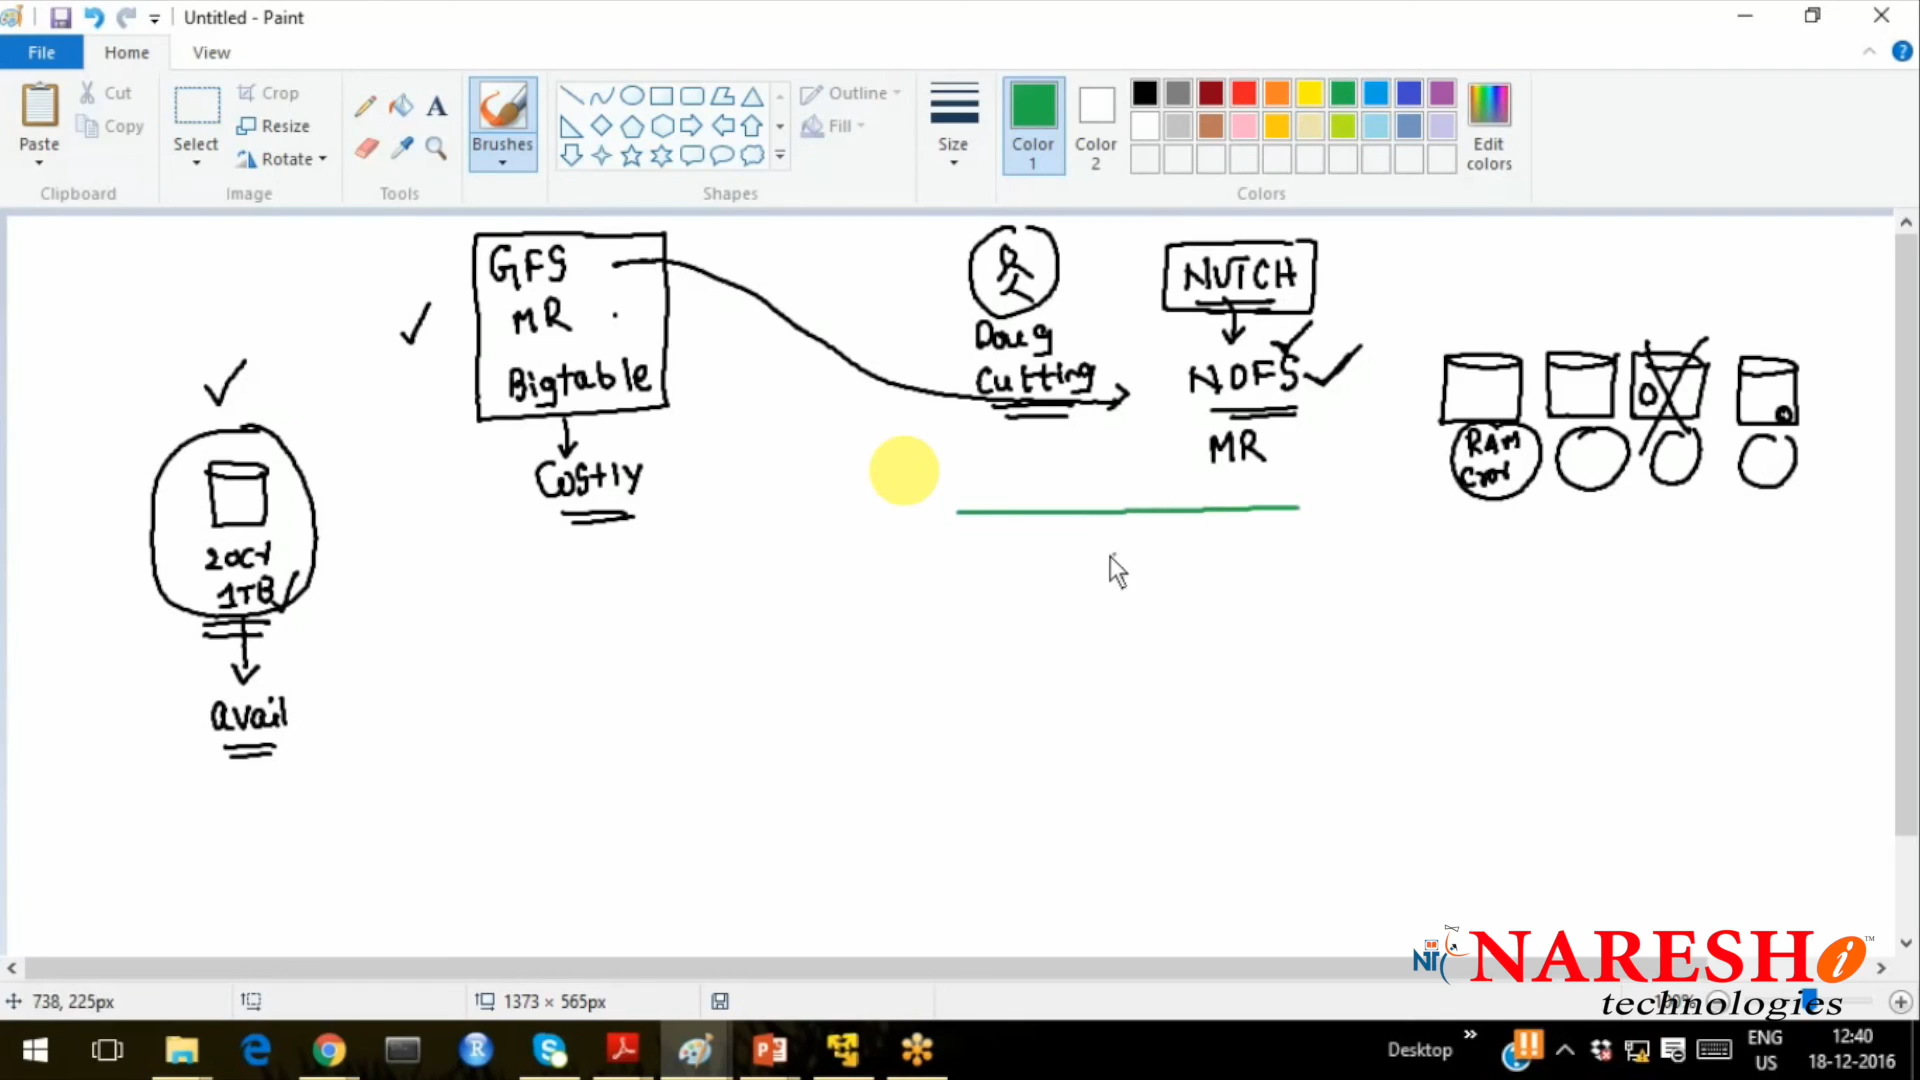 Untitled - Paint
File
Home
View
Paste
Cut
Copy
Clipboard
Select
Crop
Resize
Rotate
Image
A
Tools
Brushes
Shapes
Outline
Fill
Size
Color 1
Color 2
Colors
Edit colors
GFS
MR
Bigtable
Costly
Doug
Cutting
NUTCH
NDFS
MR
RAM
1TB
avail
NARESH i ™
technologies
738, 225px
1373 × 565px
100%
Desktop
ENG
US
12:40
18-12-2016